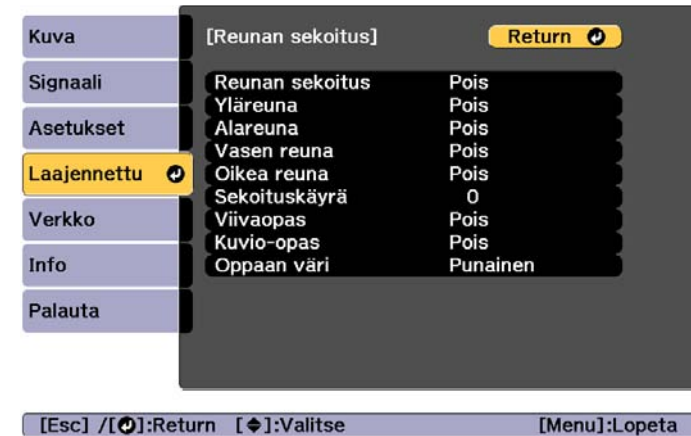 Kuva
Signaali
Asetukset
Laajennettu
Verkko
Info
Palauta
[Reunan sekoitus] Return
Reunan sekoitus Pois
Yläreuna Pois
Alareuna Pois
Vasen reuna Pois
Oikea reuna Pois
Sekoituskäyrä 0
Viivaopas Pois
Kuvio-opas Pois
Oppaan väri Punainen
[Esc] /[ ]:Return [ ]:Valitse [Menu]:Lopeta